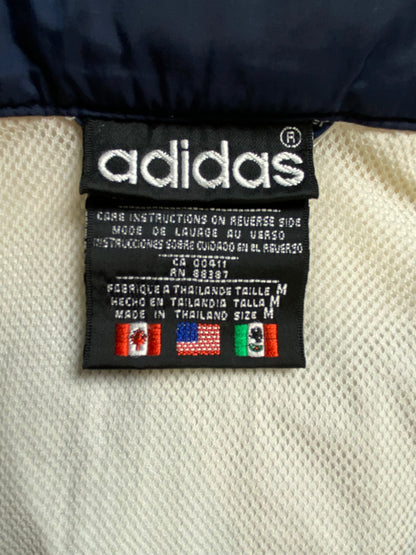 adidas®
CARE INSTRUCTIONS ON REVERSE SIDE
MODE DE LAVAGE AU VERSO
INSTRUCCIONES SOBRE CUIDADO EN EL REVERSO
CA 00411
RN 88387
FABRIQUE A THAILANDE TAILLE M
HECHO EN TAILANDIA TALLA M
MADE IN THAILAND SIZE M